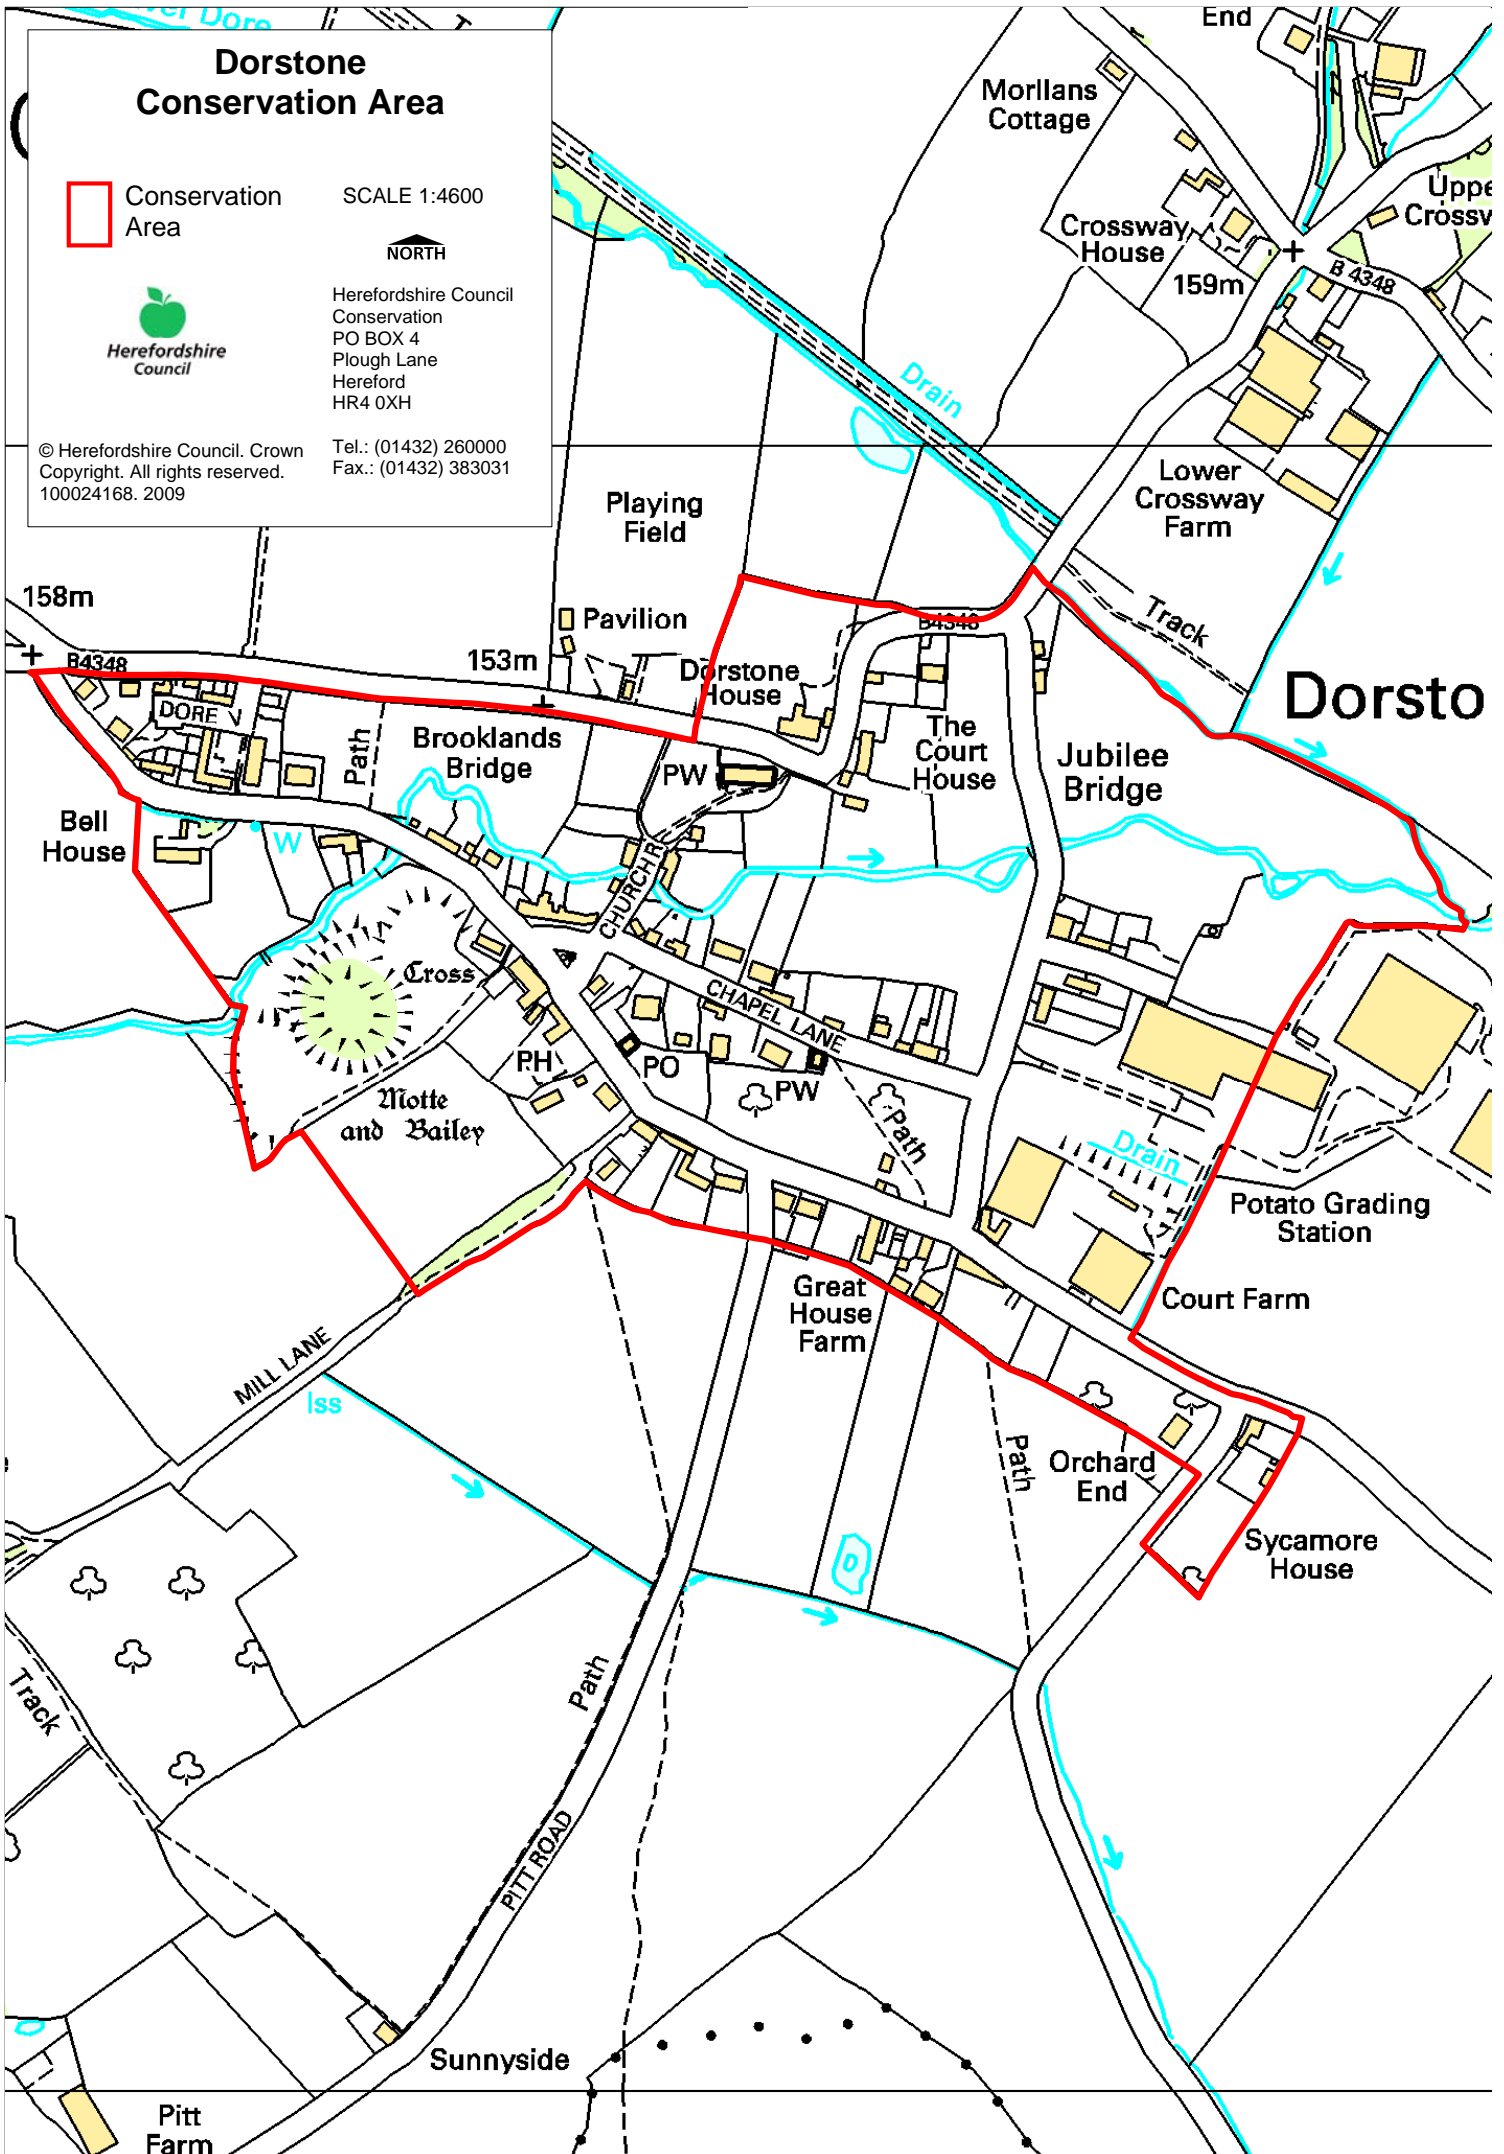 Dorstone
Conservation Area
Conservation
Area
SCALE 1:4600
NORTH
Herefordshire
Council
Herefordshire Council
Conservation
PO BOX 4
Plough Lane
Hereford
HR4 0XH
Tel.: (01432) 260000
Fax.: (01432) 383031
© Herefordshire Council. Crown
Copyright. All rights reserved.
100024168. 2009
Dore
End
Morllans
Cottage
Crossway
House
Uppe
Crossw
159m
B 4348
Drain
Lower
Crossway
Farm
Playing
Field
Track
158m
B4348
153m
Pavilion
Dorstone
House
B4348
Dorsto
DORE
Path
Brooklands
Bridge
PW
The
Court
House
Jubilee
Bridge
Bell
House
W
CHURCH R
Cross
CHAPEL LANE
PH
PO
PW
Motte
and Bailey
Path
Drain
Potato Grading
Station
Great
House
Farm
Court Farm
MILL LANE
Iss
Path
Orchard
End
Sycamore
House
Track
Path
PITT ROAD
Sunnyside
Pitt
Farm